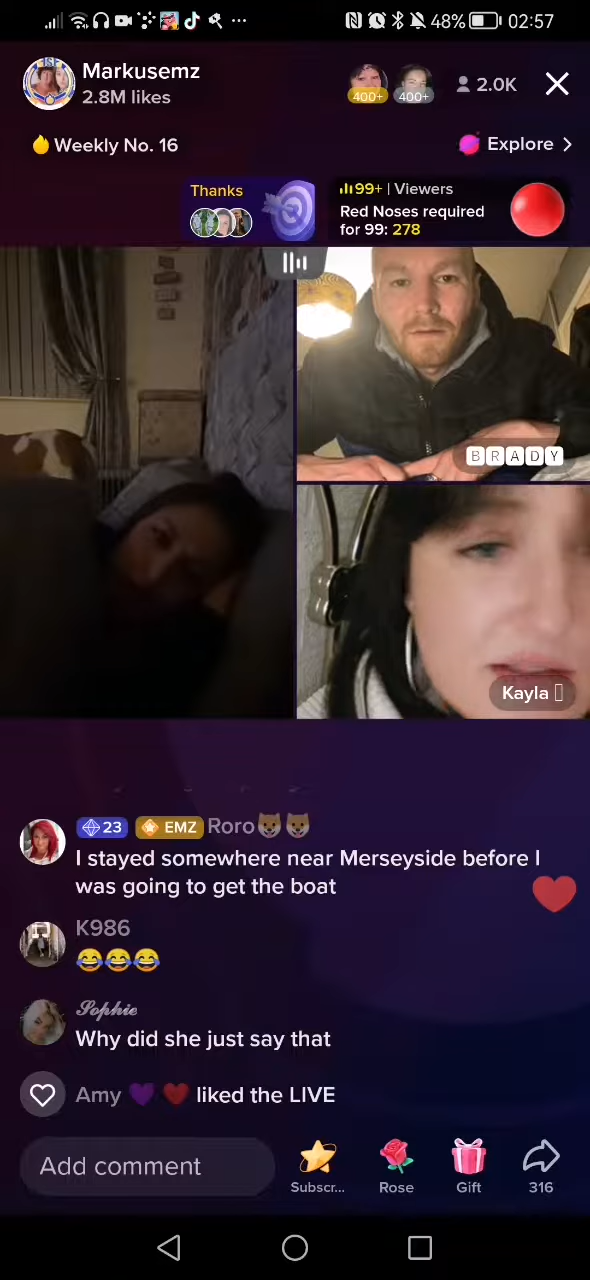 48% 02:57
Markusemz
2.8M likes
400+ 400+
2.0K
Weekly No. 16
Explore
Thanks
99+ | Viewers
Red Noses required
for 99: 278
BRADY
Kayla
23 EMZ Roro
I stayed somewhere near Merseyside before I
was going to get the boat
K986
😂😂😂
𝒮𝑜𝓅𝒽𝒾𝑒
Why did she just say that
Amy 💜 ❤️ liked the LIVE
Add comment
Subscr...
Rose
Gift
316